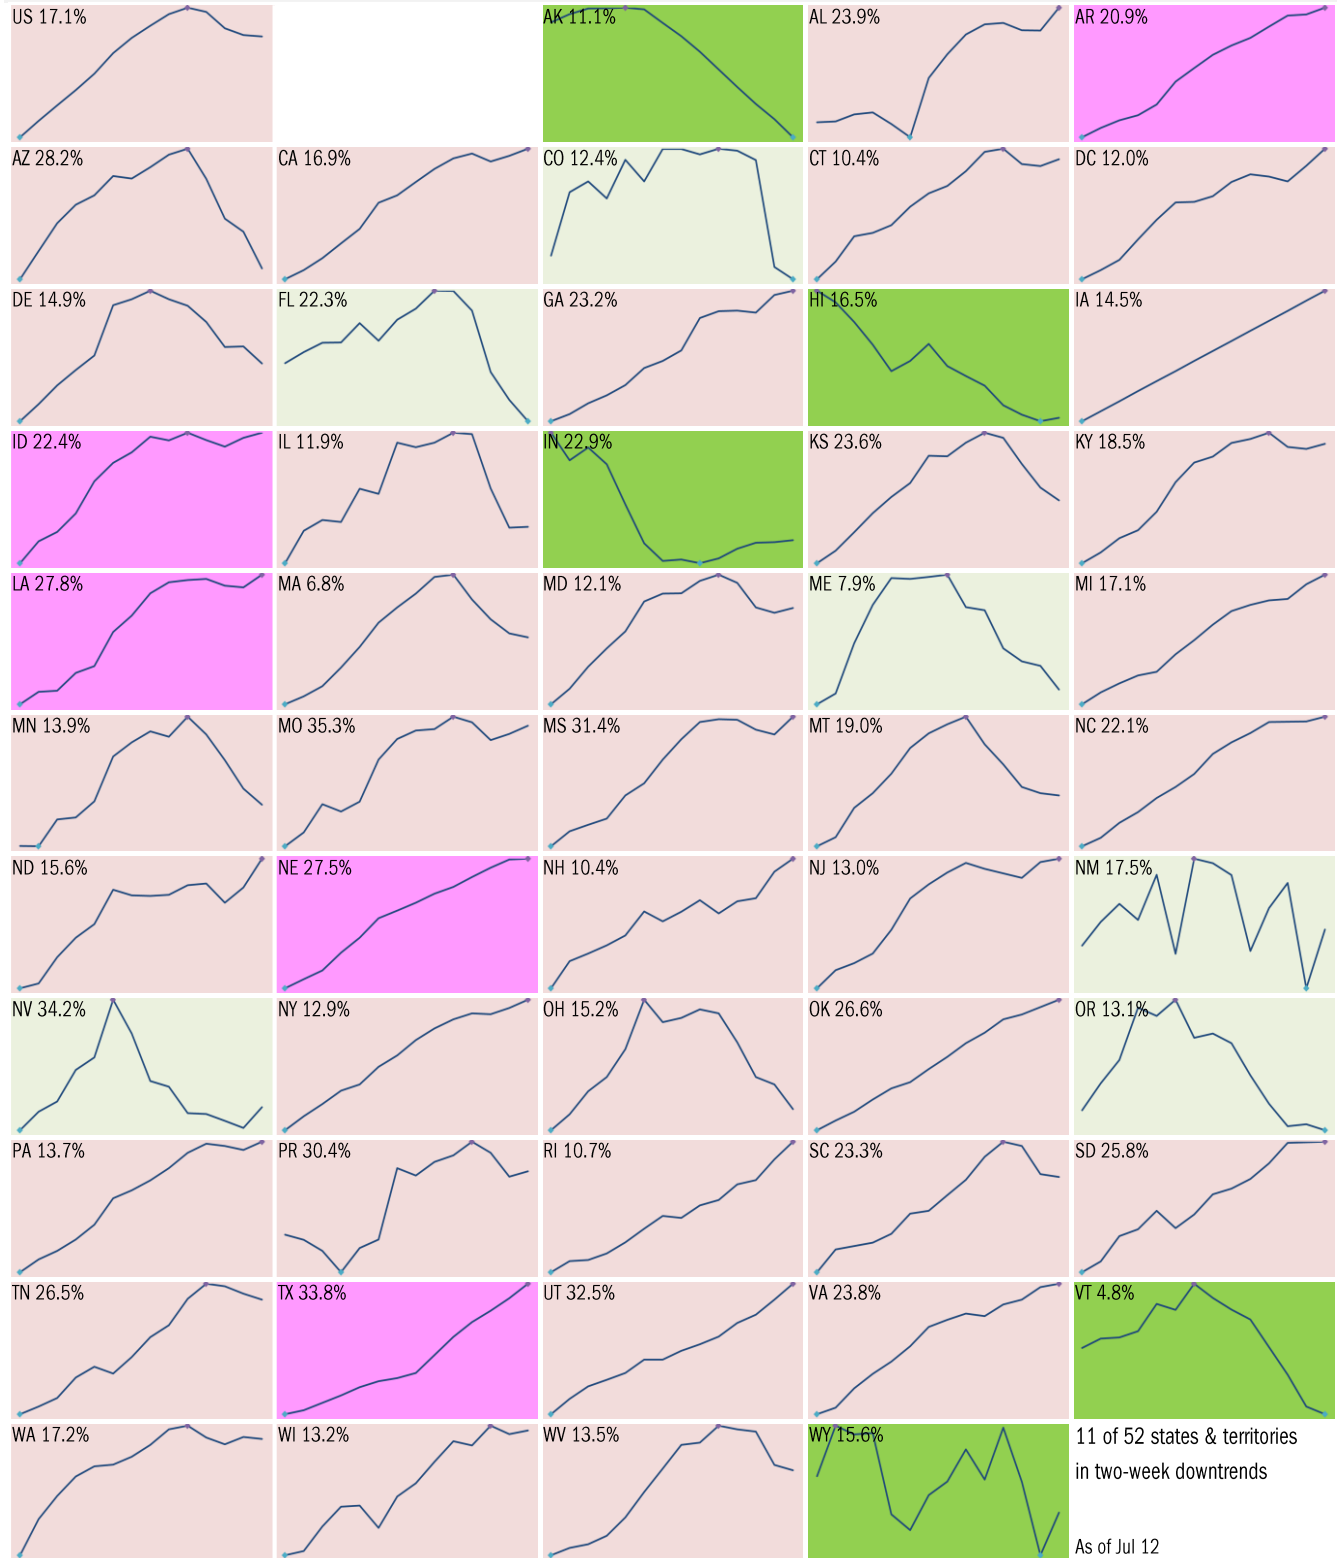 US 17.1%
AK 11.1%
AL 23.9%
AR 20.9%
AZ 28.2%
CA 16.9%
CO 12.4%
CT 10.4%
DC 12.0%
DE 14.9%
FL 22.3%
GA 23.2%
HI 16.5%
IA 14.5%
ID 22.4%
IL 11.9%
IN 22.9%
KS 23.6%
KY 18.5%
LA 27.8%
MA 6.8%
MD 12.1%
ME 7.9%
MI 17.1%
MN 13.9%
MO 35.3%
MS 31.4%
MT 19.0%
NC 22.1%
ND 15.6%
NE 27.5%
NH 10.4%
NJ 13.0%
NM 17.5%
NV 34.2%
NY 12.9%
OH 15.2%
OK 26.6%
OR 13.1%
PA 13.7%
PR 30.4%
RI 10.7%
SC 23.3%
SD 25.8%
TN 26.5%
TX 33.8%
UT 32.5%
VA 23.8%
VT 4.8%
WA 17.2%
WI 13.2%
WV 13.5%
WY 15.6%
11 of 52 states & territories
in two-week downtrends
As of Jul 12